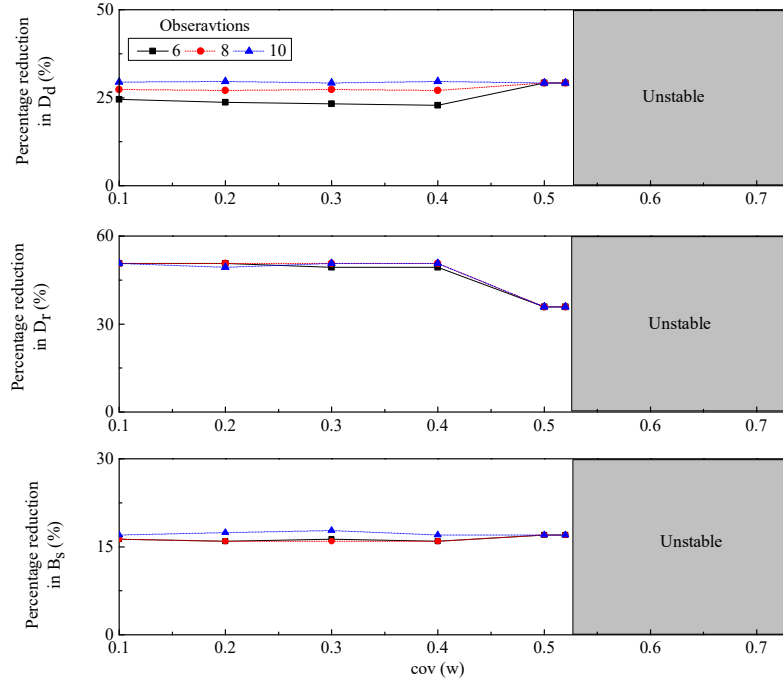 Percentage reduction
in Dd (%)
50
25
0
Obseravtions
6 8 10
Unstable
0.1 0.2 0.3 0.4 0.5 0.6 0.7
Percentage reduction
in Dr (%)
60
30
0
Unstable
0.1 0.2 0.3 0.4 0.5 0.6 0.7
Percentage reduction
in Bs (%)
30
15
0
Unstable
0.1 0.2 0.3 0.4 0.5 0.6 0.7
cov (w)